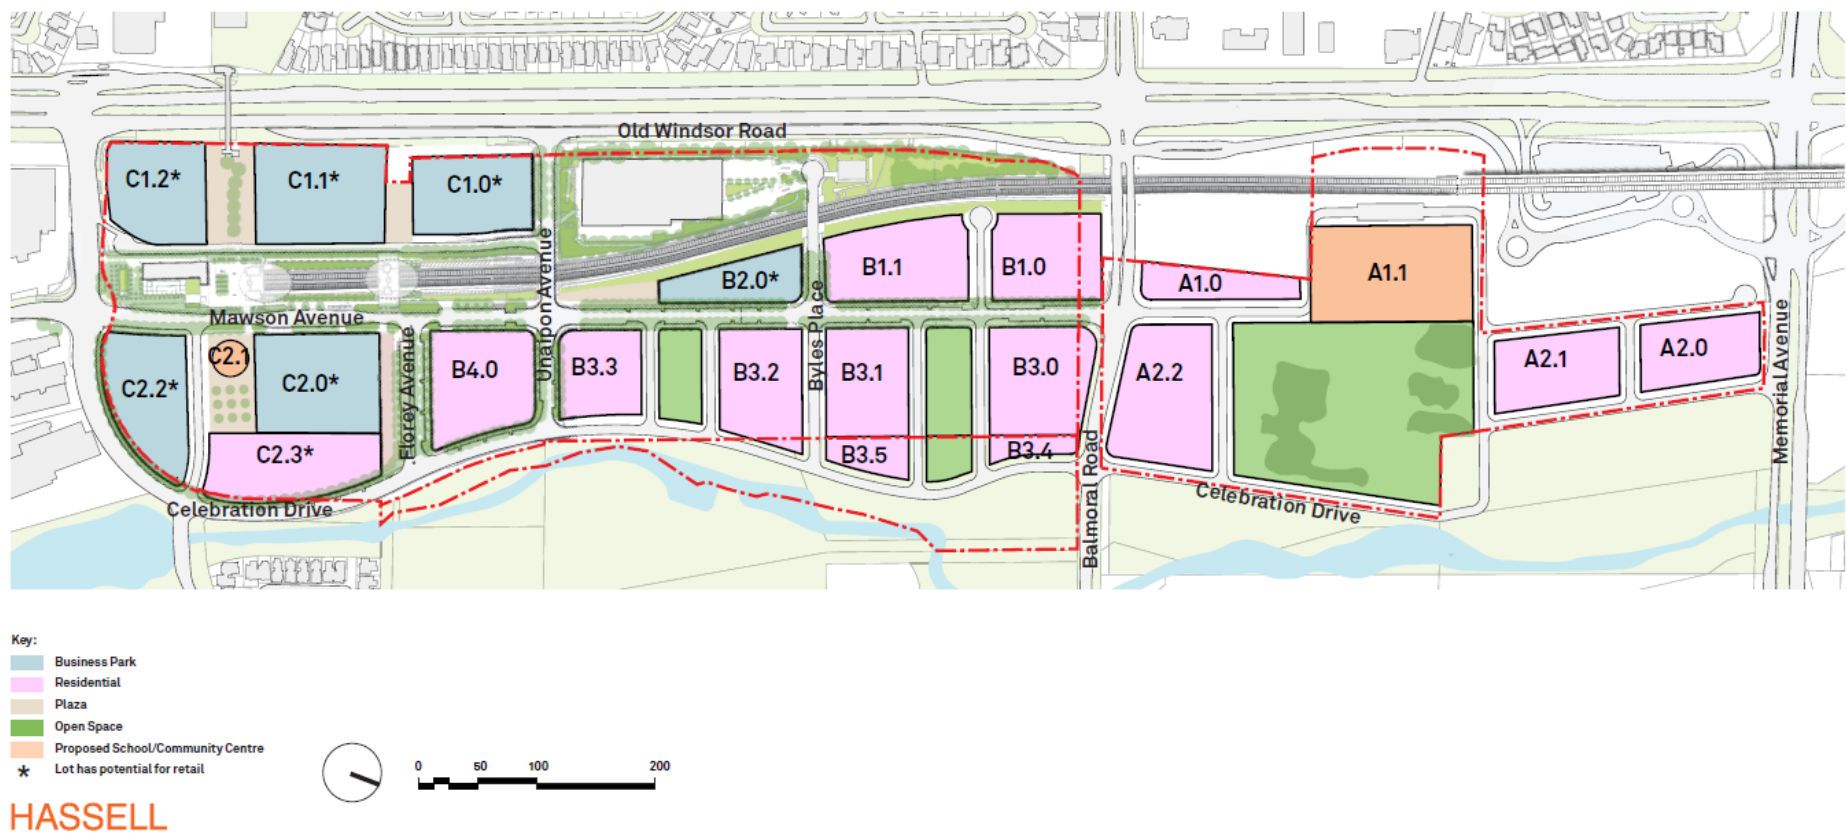 Old Windsor Road
C1.2*
C1.1*
C1.0*
Unaipon Avenue
B2.0*
Byles Place
B1.1
B1.0
A1.0
A1.1
Mawson Avenue
C2.2*
C2.1
C2.0*
C2.3*
Florey Avenue
B4.0
B3.3
B3.2
B3.1
B3.5
B3.0
B3.4
Balmoral Road
A2.2
A2.1
A2.0
Memorial Avenue
Celebration Drive
Celebration Drive
Key:
Business Park
Residential
Plaza
Open Space
Proposed School/Community Centre
* Lot has potential for retail
0 50 100 200
HASSELL